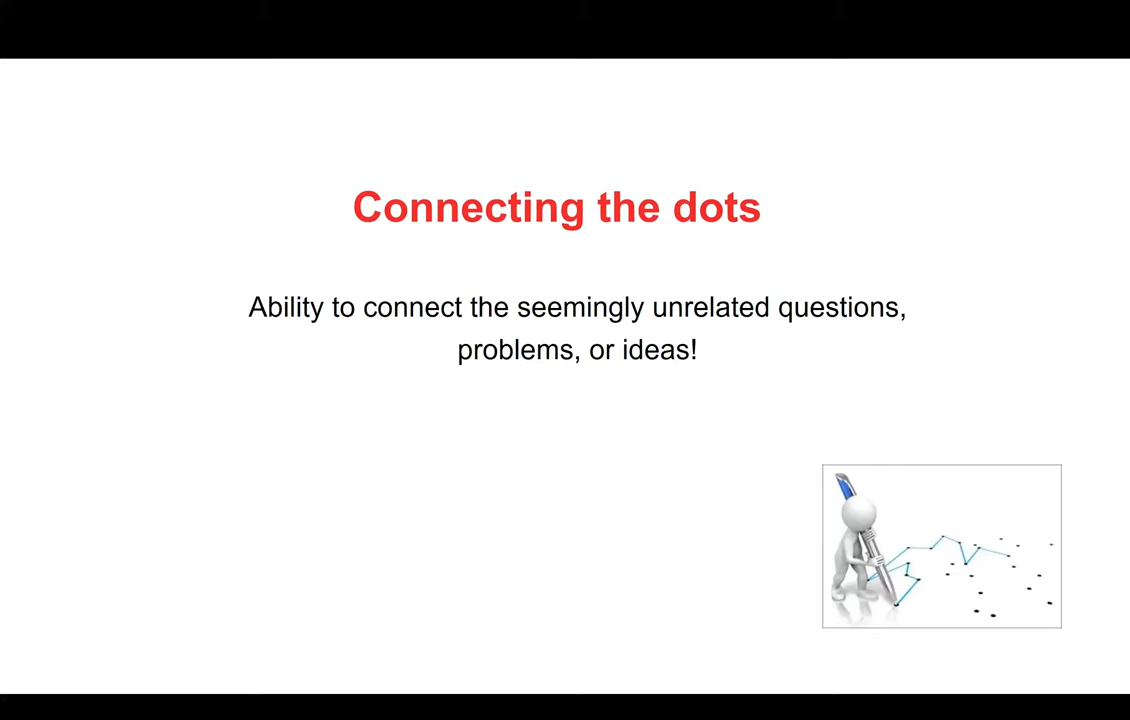 Connecting the dots
Ability to connect the seemingly unrelated questions,
problems, or ideas!